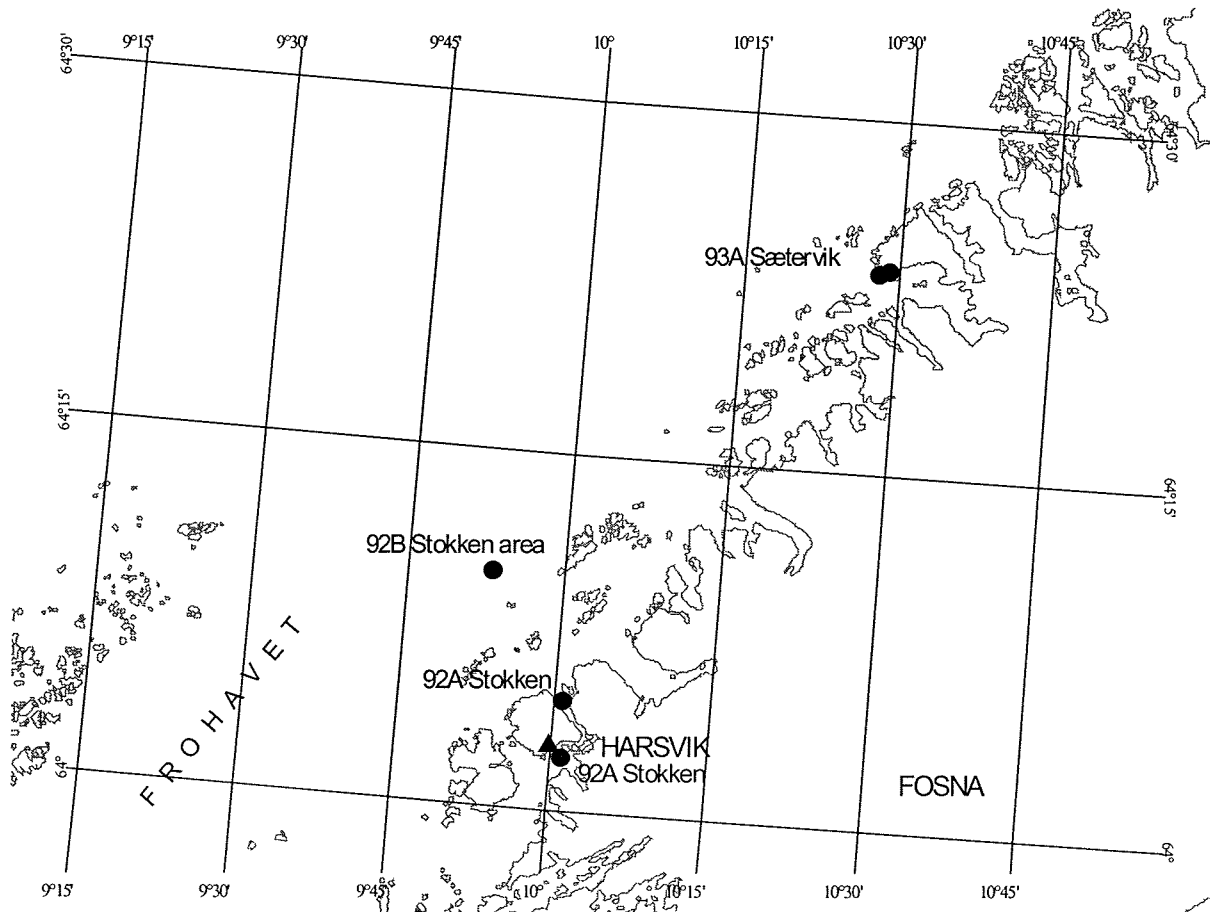 9°15'
9°30'
9°45'
10°
10°15'
10°30'
10°45'
64°30'
64°30'
93A Sætervik
64°15'
64°15'
92B Stokken area
92A Stokken
HARSVIK
92A Stokken
FROHAVET
FOSNA
64°
64°
9°15'
9°30'
9°45'
10°
10°15'
10°30'
10°45'